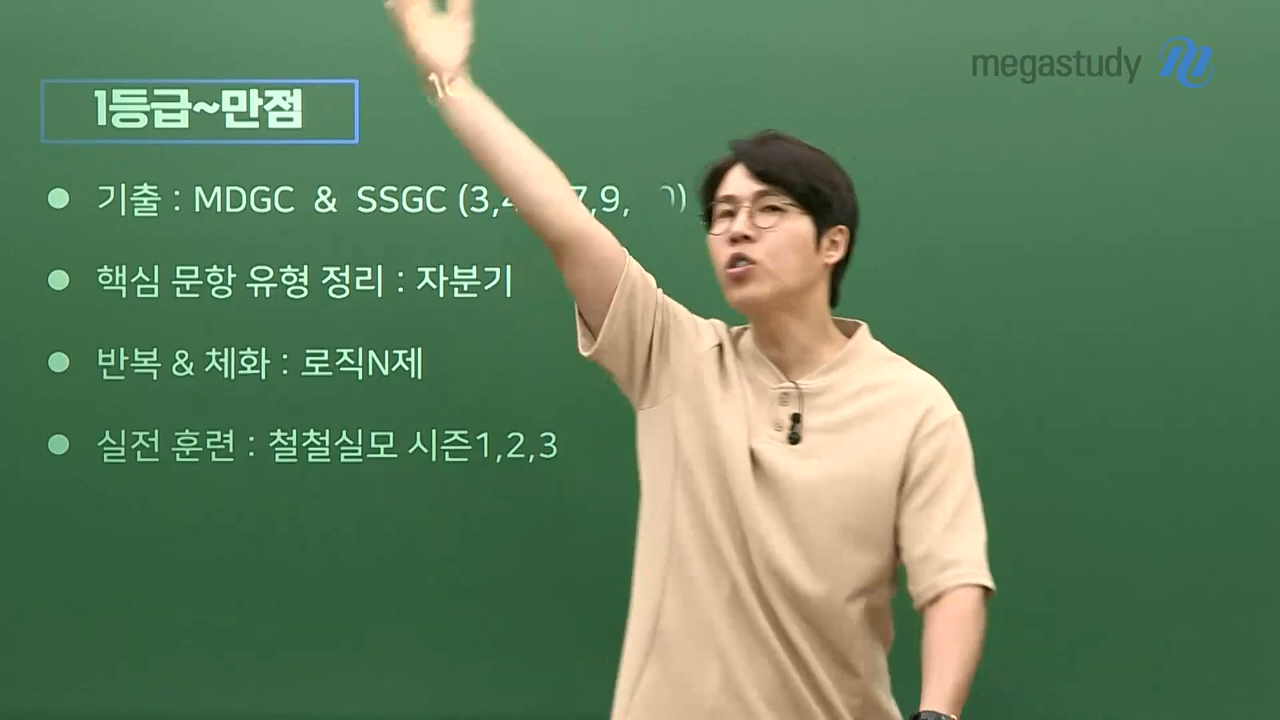 megastudy
1등급~만점
기출 : MDGC & SSGC (3,4 7,9, )
핵심 문항 유형 정리 : 자분기
반복 & 체화 : 로직N제
실전 훈련 : 철철실모 시즌1,2,3